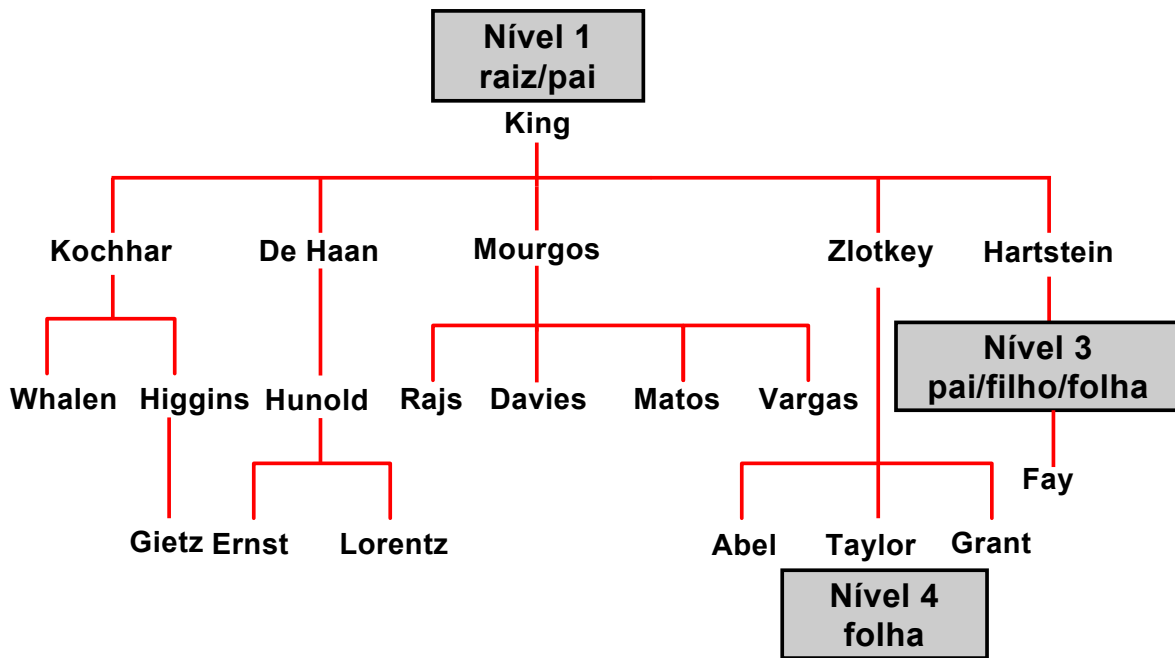 Nível 1
raiz/pai
King
Kochhar De Haan Mourgos Zlotkey Hartstein
Nível 3
pai/filho/folha
Whalen Higgins Hunold Rajs Davies Matos Vargas
Fay
Gietz Ernst Lorentz Abel Taylor Grant
Nível 4
folha